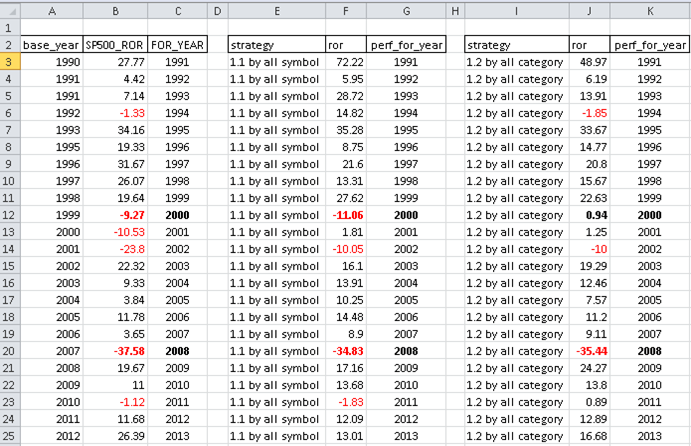 A B C D E F G H I J K
1
2 base_year SP500_ROR FOR_YEAR strategy ror perf_for_year strategy ror perf_for_year
3 1990 27.77 1991 1.1 by all symbol 72.22 1991 1.2 by all category 48.97 1991
4 1991 4.42 1992 1.1 by all symbol 5.95 1992 1.2 by all category 6.19 1992
5 1991 7.14 1993 1.1 by all symbol 28.72 1993 1.2 by all category 13.91 1993
6 1992 -1.33 1994 1.1 by all symbol 14.82 1994 1.2 by all category -1.85 1994
7 1993 34.16 1995 1.1 by all symbol 35.28 1995 1.2 by all category 33.67 1995
8 1995 19.33 1996 1.1 by all symbol 8.75 1996 1.2 by all category 14.77 1996
9 1996 31.67 1997 1.1 by all symbol 21.6 1997 1.2 by all category 20.8 1997
10 1997 26.07 1998 1.1 by all symbol 13.31 1998 1.2 by all category 15.67 1998
11 1998 19.64 1999 1.1 by all symbol 27.62 1999 1.2 by all category 22.63 1999
12 1999 -9.27 2000 1.1 by all symbol -11.06 2000 1.2 by all category 0.94 2000
13 2000 -10.53 2001 1.1 by all symbol 1.81 2001 1.2 by all category 1.25 2001
14 2001 -23.8 2002 1.1 by all symbol -10.05 2002 1.2 by all category -10 2002
15 2002 22.32 2003 1.1 by all symbol 16.1 2003 1.2 by all category 19.29 2003
16 2003 9.33 2004 1.1 by all symbol 13.91 2004 1.2 by all category 12.46 2004
17 2004 3.84 2005 1.1 by all symbol 10.25 2005 1.2 by all category 7.57 2005
18 2005 11.78 2006 1.1 by all symbol 14.48 2006 1.2 by all category 11.2 2006
19 2006 3.65 2007 1.1 by all symbol 8.9 2007 1.2 by all category 9.11 2007
20 2007 -37.58 2008 1.1 by all symbol -34.83 2008 1.2 by all category -35.44 2008
21 2008 19.67 2009 1.1 by all symbol 17.16 2009 1.2 by all category 24.27 2009
22 2009 11 2010 1.1 by all symbol 13.68 2010 1.2 by all category 13.8 2010
23 2010 -1.12 2011 1.1 by all symbol -1.83 2011 1.2 by all category 0.89 2011
24 2011 11.68 2012 1.1 by all symbol 12.09 2012 1.2 by all category 12.89 2012
25 2012 26.39 2013 1.1 by all symbol 13.01 2013 1.2 by all category 16.68 2013